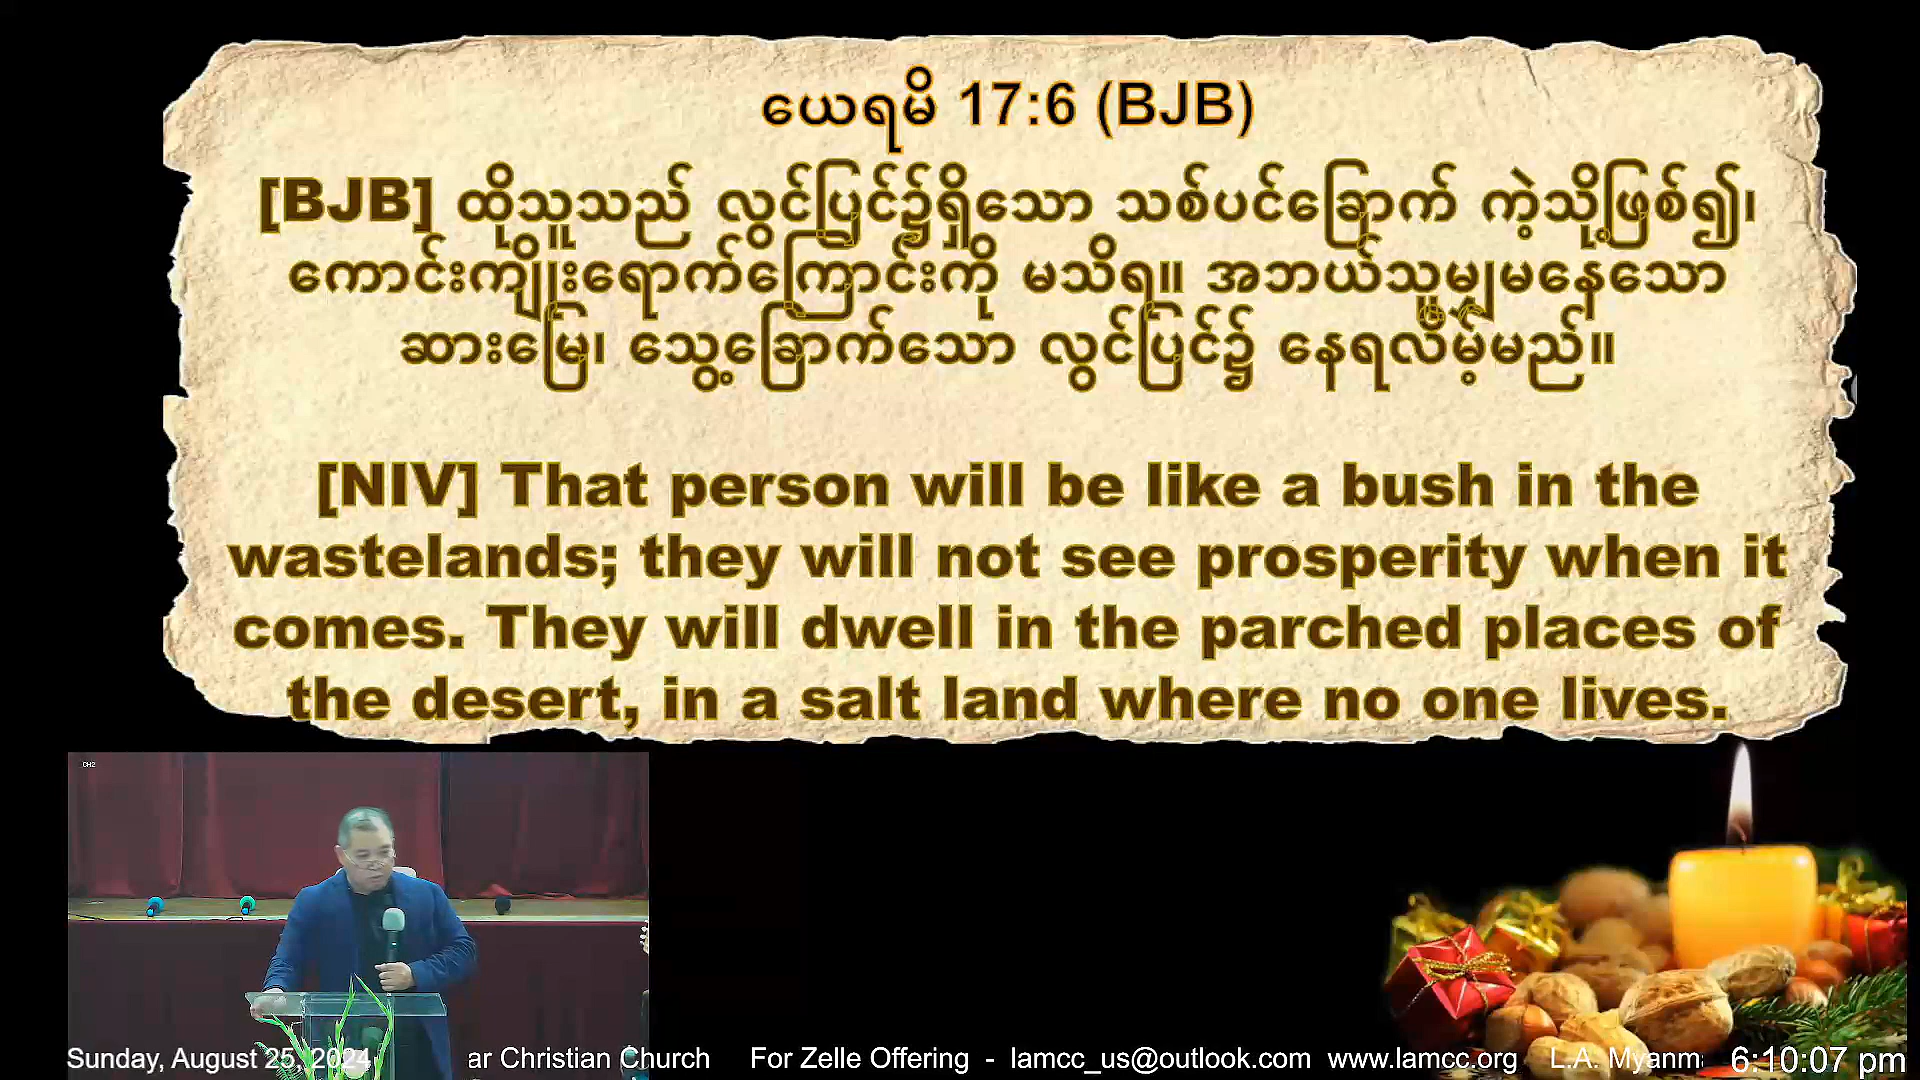 ယေရမိ 17:6 (BJB)
[BJB] ထိုသူသည် လွင်ပြင်၌ရှိသော သစ်ပင်ခြောက် ကဲ့သို့ဖြစ်၍၊
ကောင်းကျိုးရောက်ကြောင်းကို မသိရ။ အဘယ်သူမျှမနေသော
ဆားမြေ၊ သွေ့ခြောက်သော လွင်ပြင်၌ နေရလိမ့်မည်။
[NIV] That person will be like a bush in the
wastelands; they will not see prosperity when it
comes. They will dwell in the parched places of
the desert, in a salt land where no one lives.
CH2
Sunday, August 25, 2024 ar Christian Church For Zelle Offering - lamcc_us@outlook.com www.lamcc.org L.A. Myanm 6:10:07 pm